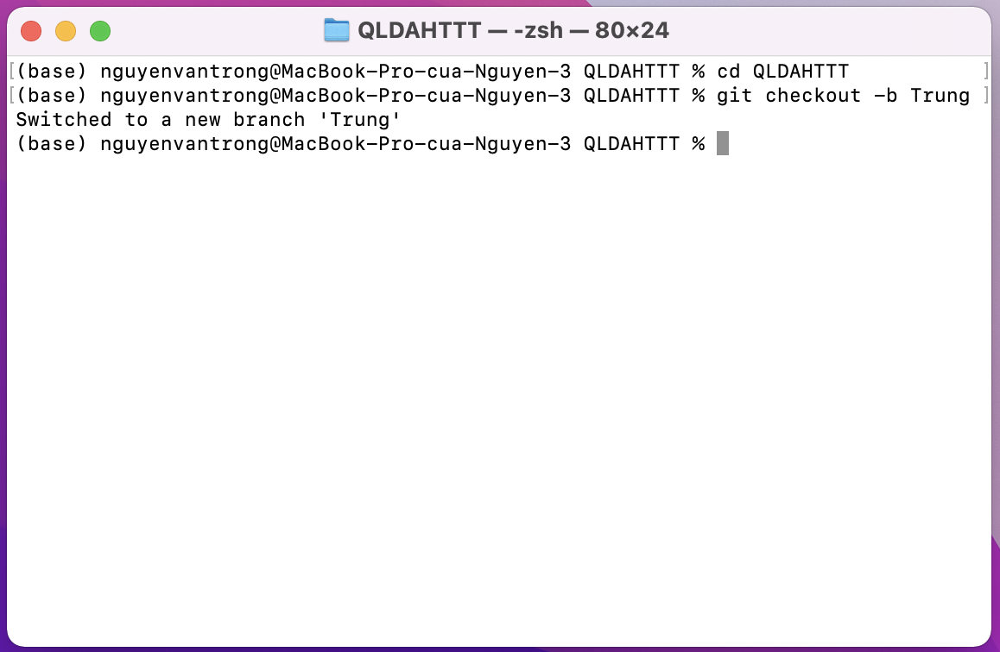 QLDAHTTT — -zsh — 80×24
[(base) nguyenvantrong@MacBook-Pro-cua-Nguyen-3 QLDAHTTT % cd QLDAHTTT ]
[(base) nguyenvantrong@MacBook-Pro-cua-Nguyen-3 QLDAHTTT % git checkout -b Trung ]
Switched to a new branch 'Trung'
(base) nguyenvantrong@MacBook-Pro-cua-Nguyen-3 QLDAHTTT %